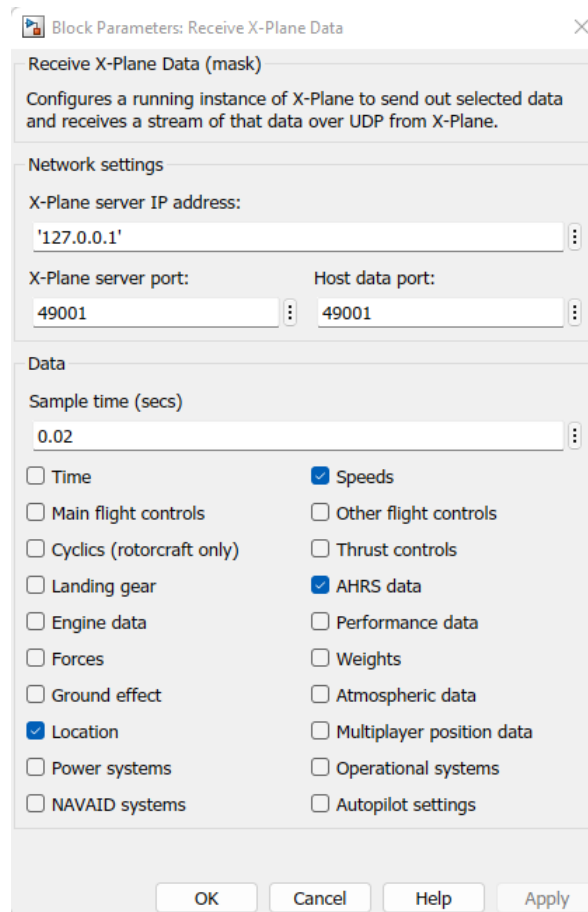 Block Parameters: Receive X-Plane Data
Receive X-Plane Data (mask)
Configures a running instance of X-Plane to send out selected data
and receives a stream of that data over UDP from X-Plane.
Network settings
X-Plane server IP address:
'127.0.0.1'
X-Plane server port: Host data port:
49001 49001
Data
Sample time (secs)
0.02
Time Speeds
Main flight controls Other flight controls
Cyclics (rotorcraft only) Thrust controls
Landing gear AHRS data
Engine data Performance data
Forces Weights
Ground effect Atmospheric data
Location Multiplayer position data
Power systems Operational systems
NAVAID systems Autopilot settings
OK Cancel Help Apply